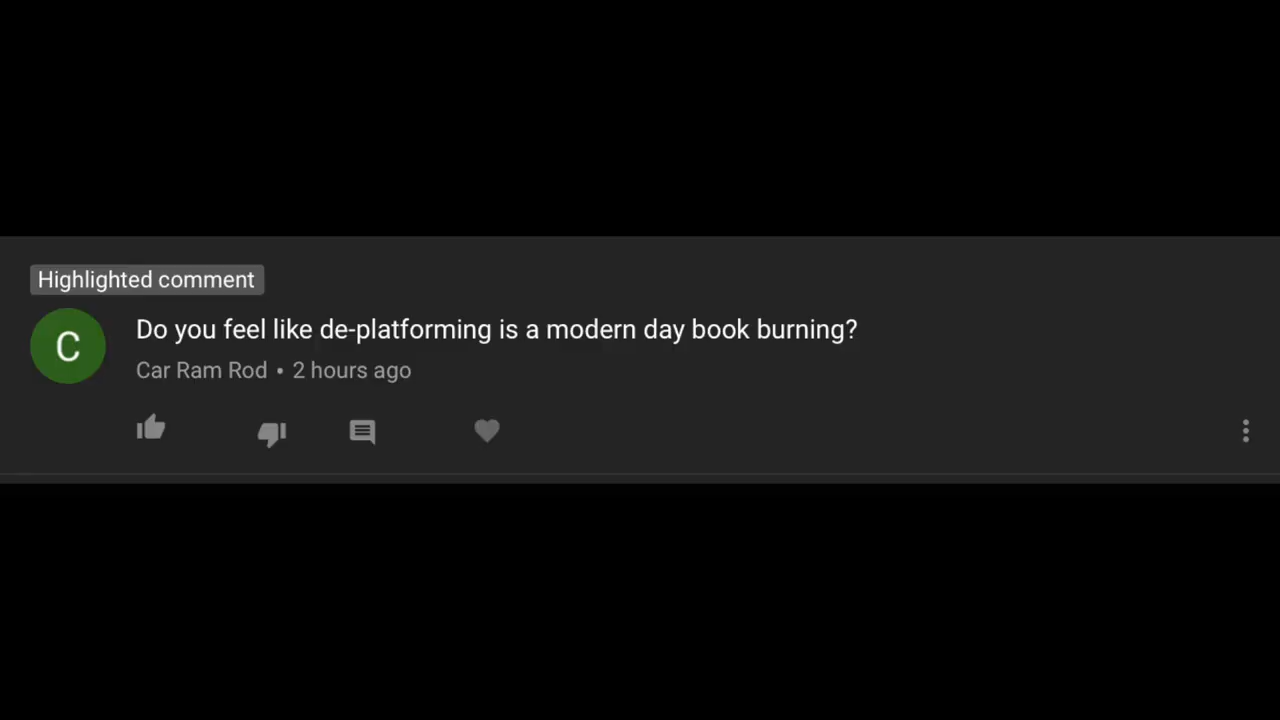 Highlighted comment
C
Do you feel like de-platforming is a modern day book burning?
Car Ram Rod • 2 hours ago